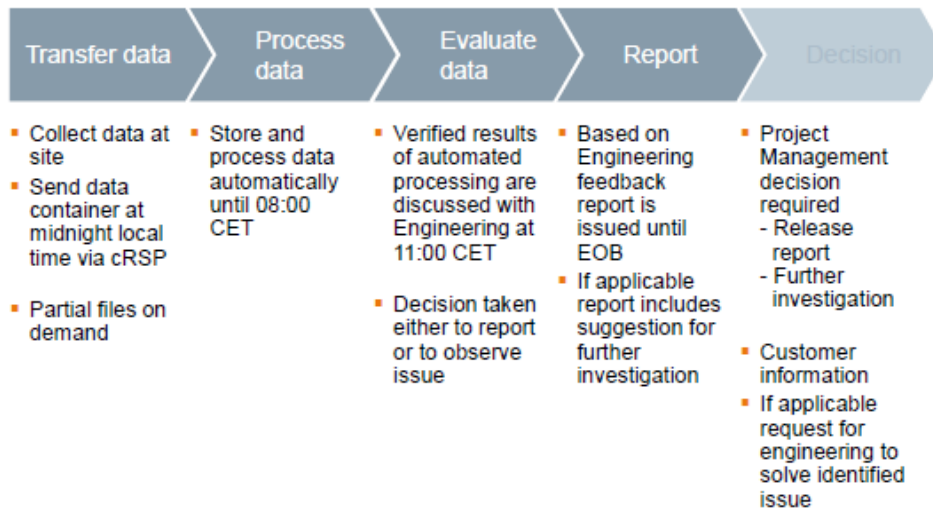 Transfer data
Process
data
Evaluate
data
Report
Decision
Collect data at
site
Send data
container at
midnight local
time via cRSP
Partial files on
demand
Store and
process data
automatically
until 08:00
CET
Verified results
of automated
processing are
discussed with
Engineering at
11:00 CET
Decision taken
either to report
or to observe
issue
Based on
Engineering
feedback
report is
issued until
EOB
If applicable
report includes
suggestion for
further
investigation
Project
Management
decision
required
- Release
report
- Further
investigation
Customer
information
If applicable
request for
engineering to
solve identified
issue